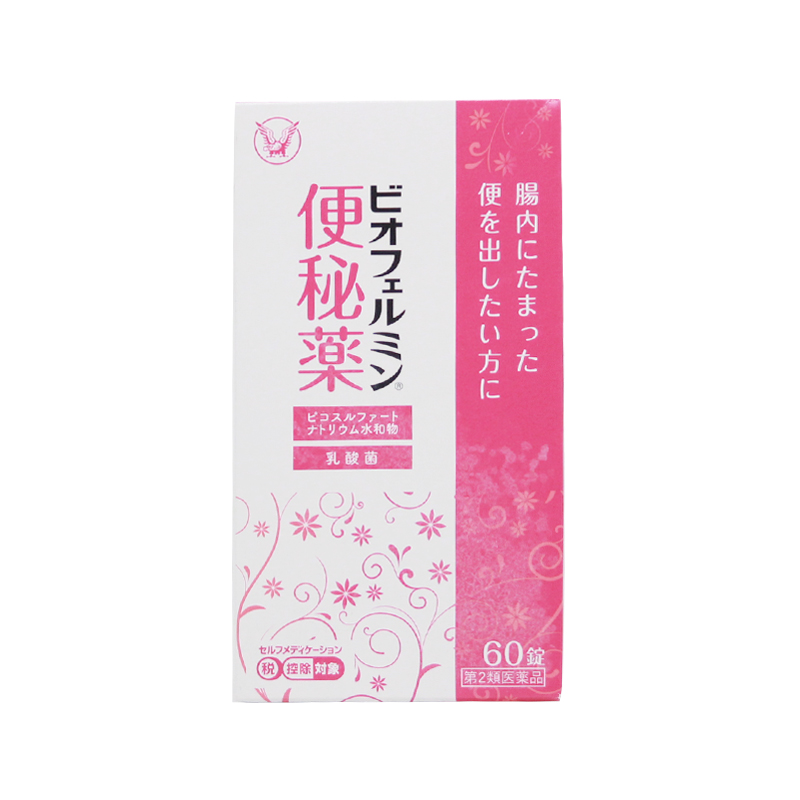 腸内にたまった
便を出したい方に
ビオフェルミン®
便秘薬
ピコスルファート
ナトリウム水和物
乳酸菌
セルフメディケーション
税 控除 対象
60錠
第2類医薬品